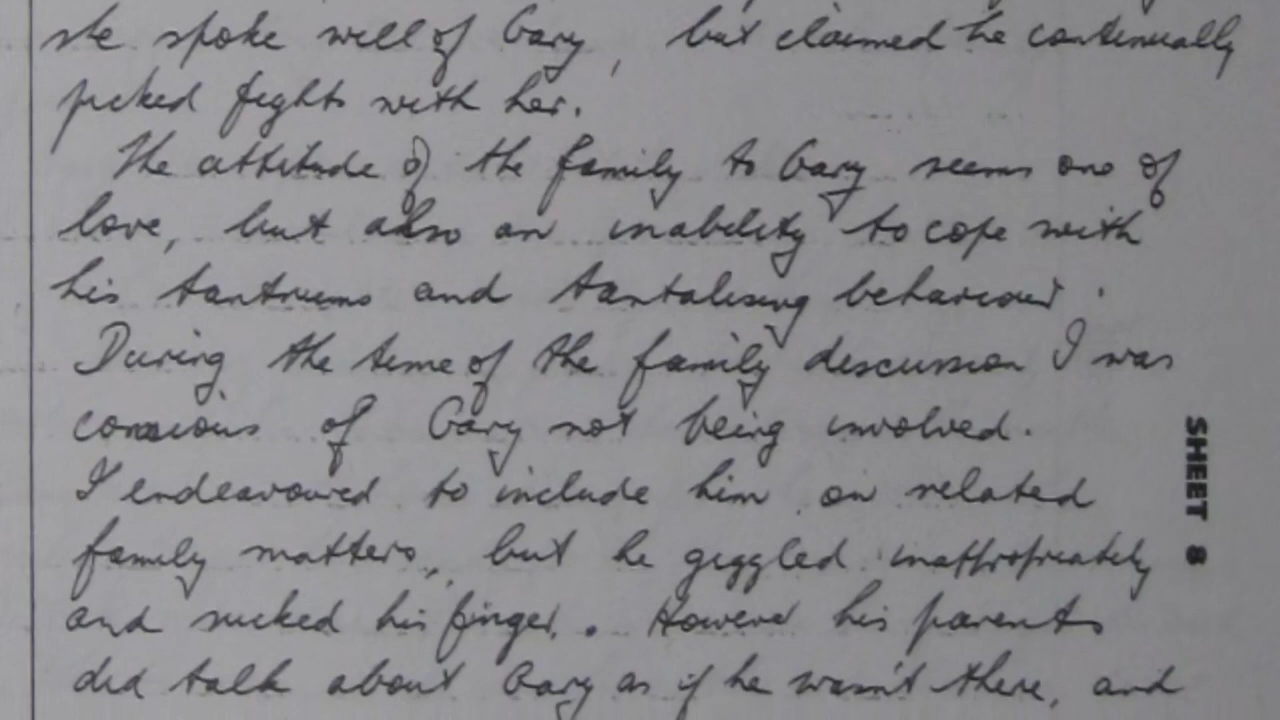 she spoke well of Gary, but claimed he continually
picked fights with her.
The attitude of the family to Gary seems one of
love, but also an inability to cope with
his tantrums and tantalising behaviour.
During the time of the family discussion I was
conscious of Gary not being involved.
I endeavoured to include him on related
family matters, but he giggled inappropriately
and sucked his finger. However his parents
did talk about Gary as if he wasn't there, and
SHEET 8